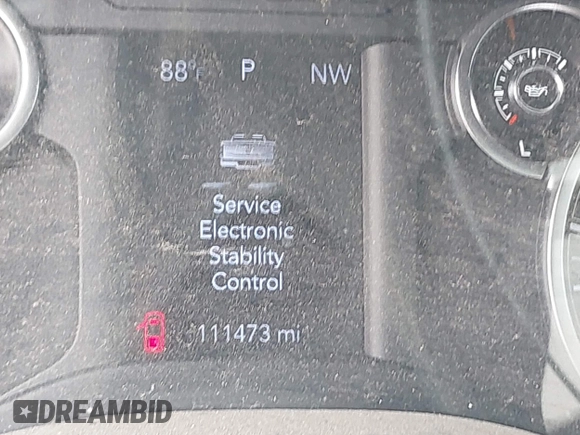 88°F P NW
Service
Electronic
Stability
Control
111473 mi
L
DREAMBID